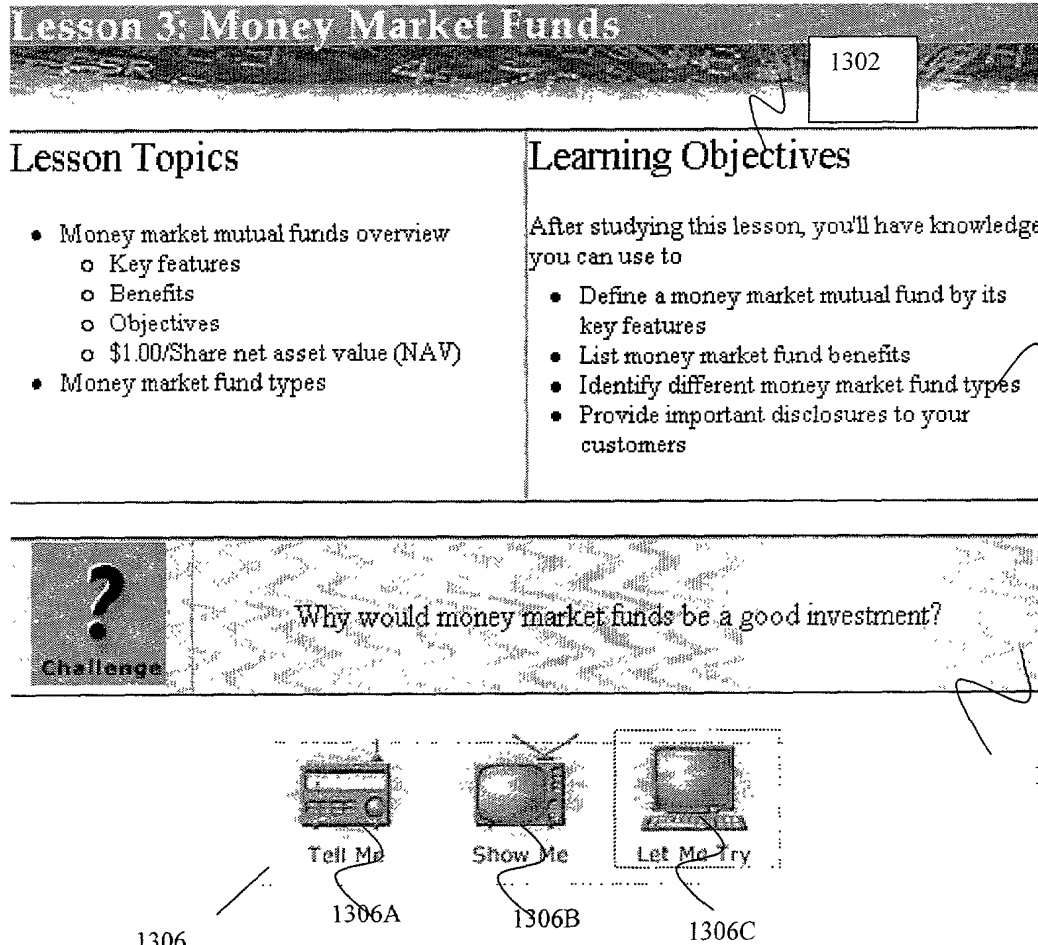 Lesson 3: Money Market Funds
1302
Lesson Topics
• Money market mutual funds overview
o Key features
o Benefits
o Objectives
o $1.00/Share net asset value (NAV)
• Money market fund types
Learning Objectives
After studying this lesson, you'll have knowledge
you can use to
• Define a money market mutual fund by its
key features
• List money market fund benefits
• Identify different money market fund types
• Provide important disclosures to your
customers
?
Challenge
Why would money market funds be a good investment?
Tell Me
Show Me
Let Me Try
1306
1306A
1306B
1306C